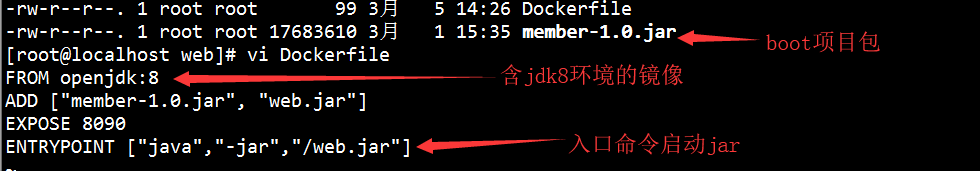 -rw-r--r--. 1 root root       99 3月   5 14:26 Dockerfile
-rw-r--r--. 1 root root 17683610 3月   1 15:35 member-1.0.jar
boot项目包
[root@localhost web]# vi Dockerfile
FROM openjdk:8
含jdk8环境的镜像
ADD ["member-1.0.jar", "web.jar"]
EXPOSE 8090
ENTRYPOINT ["java","-jar","/web.jar"]
入口命令启动jar